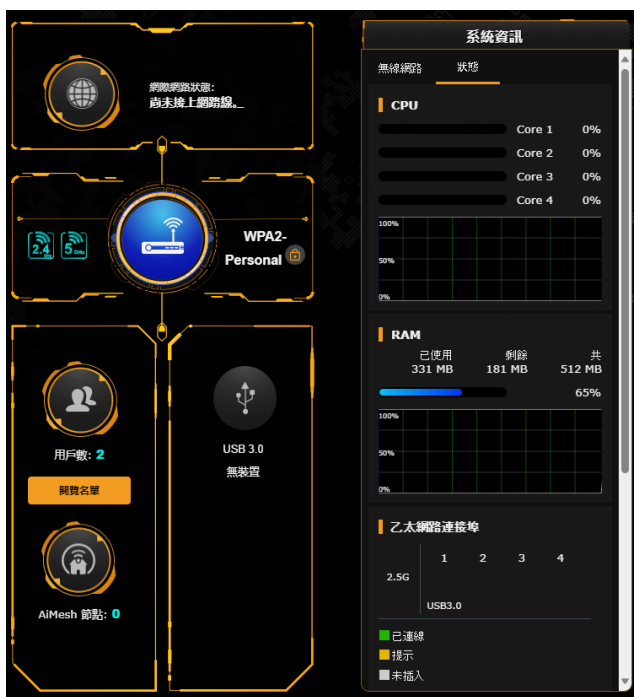 網際網路狀態:
尚未接上網路線。
2.4 GHz
5 GHz
WPA2-
Personal
用戶數: 2
閱覽名單
AiMesh 節點: 0
USB 3.0
無裝置
系統資訊
無線網路 狀態
CPU
Core 1 0%
Core 2 0%
Core 3 0%
Core 4 0%
100%
50%
0%
RAM
已使用 剩餘 共
331 MB 181 MB 512 MB
65%
100%
50%
0%
乙太網路連接埠
1 2 3 4
2.5G
USB3.0
已連線
提示
未插入